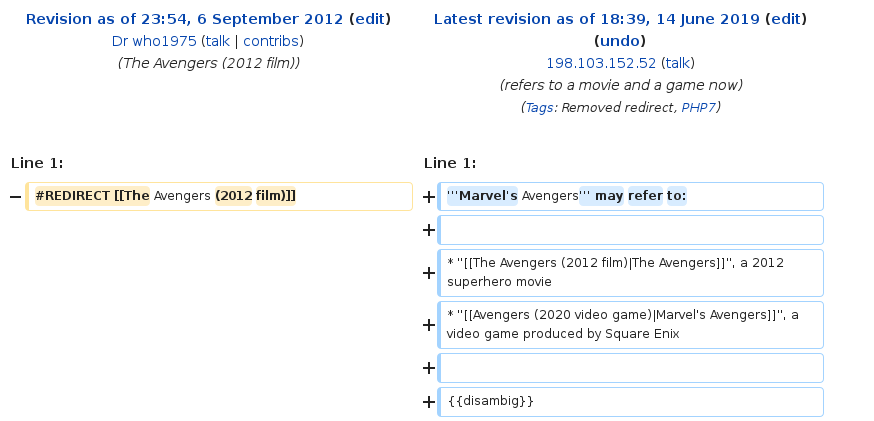 Revision as of 23:54, 6 September 2012 (edit)
Dr who1975 (talk | contribs)
(The Avengers (2012 film))
Latest revision as of 18:39, 14 June 2019 (edit)
(undo)
198.103.152.52 (talk)
(refers to a movie and a game now)
(Tags: Removed redirect, PHP7)
Line 1:
Line 1:
− #REDIRECT [[The Avengers (2012 film)]]
+ '''Marvel's Avengers''' may refer to:
+
+ * "[[The Avengers (2012 film)|The Avengers]]", a 2012
superhero movie
+ * "[[Avengers (2020 video game)|Marvel's Avengers]]", a
video game produced by Square Enix
+
+ {{disambig}}